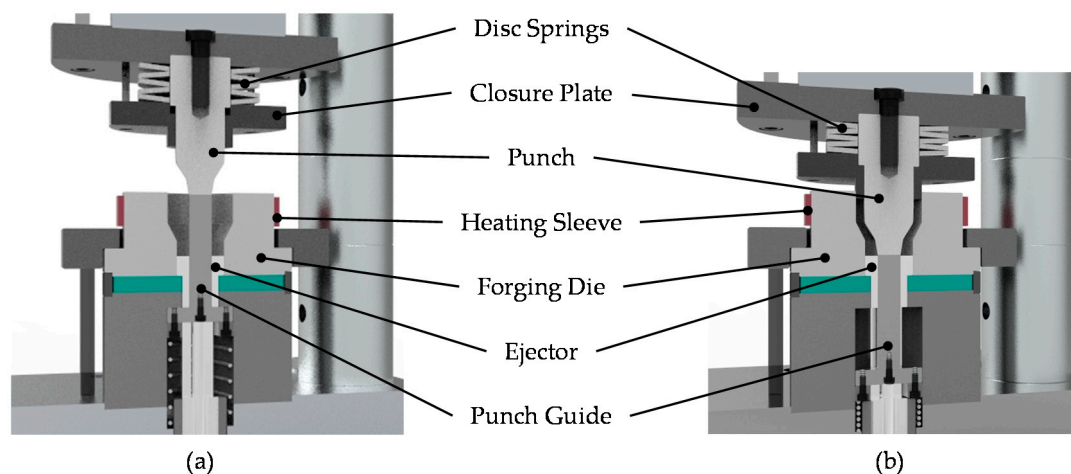 Disc Springs
Closure Plate
Punch
Heating Sleeve
Forging Die
Ejector
Punch Guide
(a)
(b)